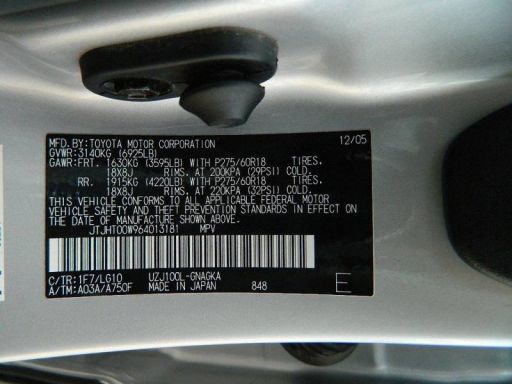 MFD. BY: TOYOTA MOTOR CORPORATION 12/05
GVWR: 3140KG (6925LB)
GAWR: FRT. 1630KG (3595LB) WITH P275/60R18 TIRES.
18X8J RIMS. AT 200KPA (29PSI) COLD.
RR. 1915KG (4220LB) WITH P275/60R18 TIRES.
18X8J RIMS. AT 220KPA (32PSI) COLD.
THIS VEHICLE CONFORMS TO ALL APPLICABLE FEDERAL MOTOR
VEHICLE SAFETY AND THEFT PREVENTION STANDARDS IN EFFECT ON
THE DATE OF MANUFACTURE SHOWN ABOVE.
JTJHT00W964013181 MPV
C/TR: 1F7/LG10 UZJ100L-GNAGKA
A/TM: A03A/A750F MADE IN JAPAN 848 E